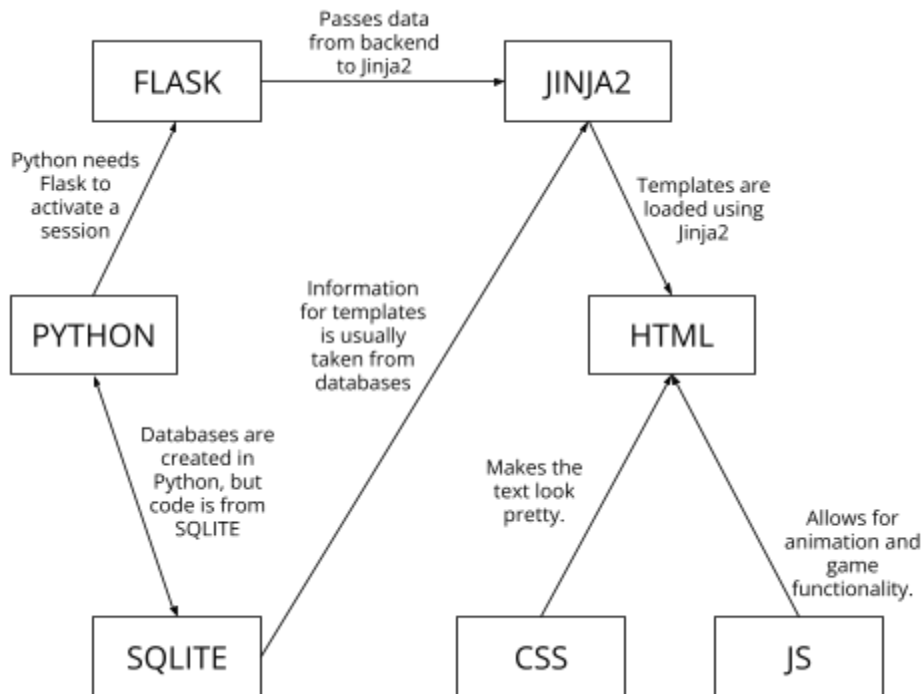 Passes data
from backend
to Jinja2
FLASK
JINJA2
Python needs
Flask to
activate a
session
Templates are
loaded using
Jinja2
Information
for templates
is usually
taken from
databases
PYTHON
HTML
Databases are
created in
Python, but
code is from
SQLITE
Makes the
text look
pretty.
Allows for
animation and
game
functionality.
SQLITE
CSS
JS